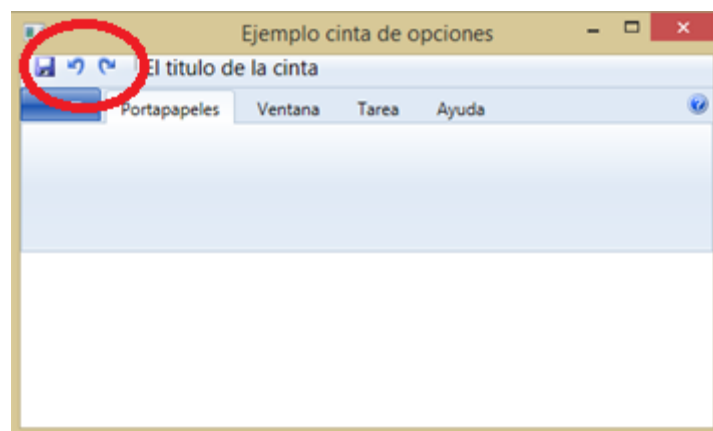 Ejemplo cinta de opciones
El titulo de la cinta
Portapapeles Ventana Tarea Ayuda